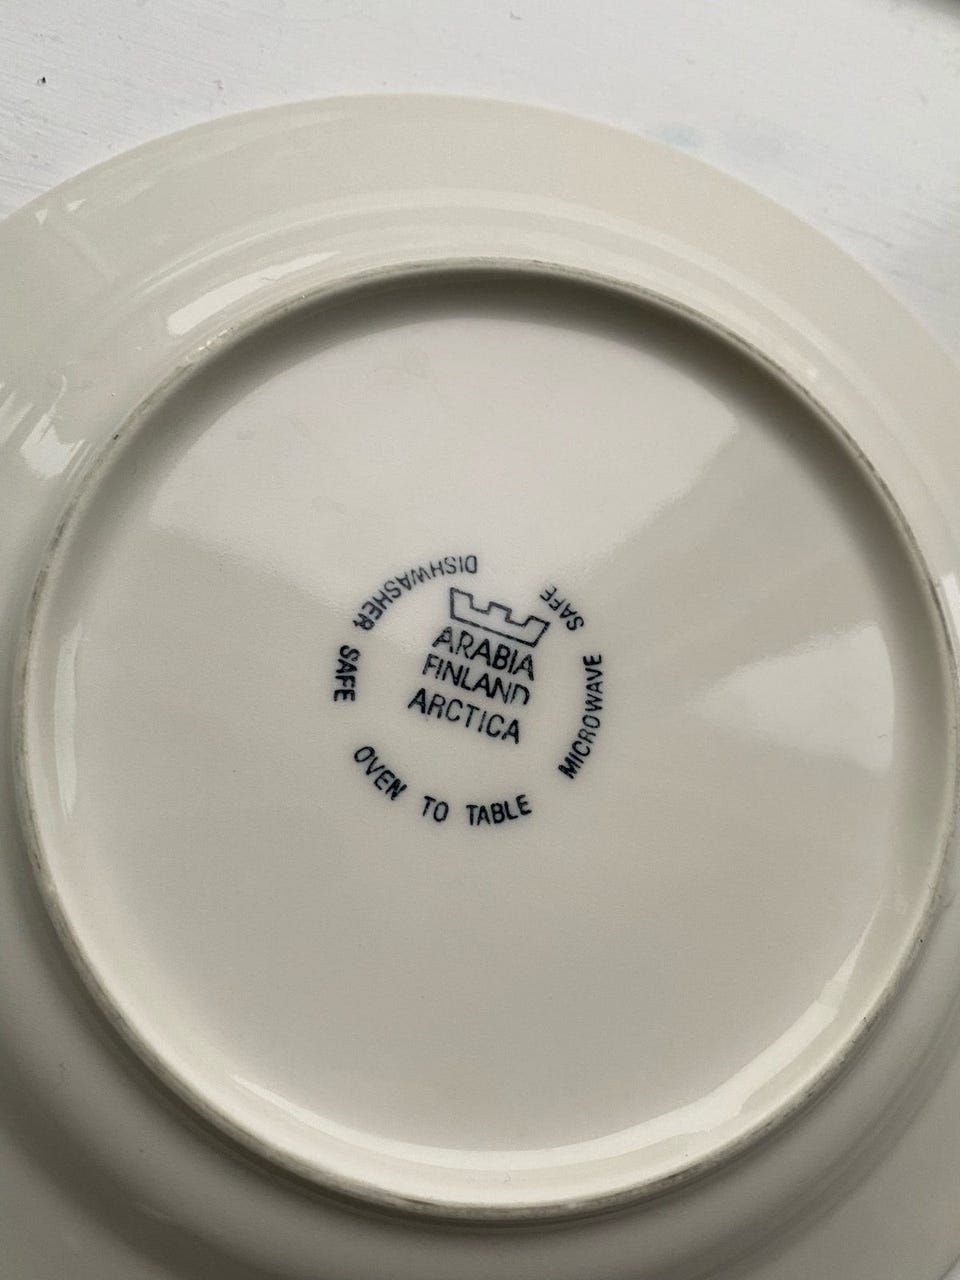 ARABIA
FINLAND
ARCTICA
DISHWASHER SAFE
OVEN TO TABLE
MICROWAVE SAFE